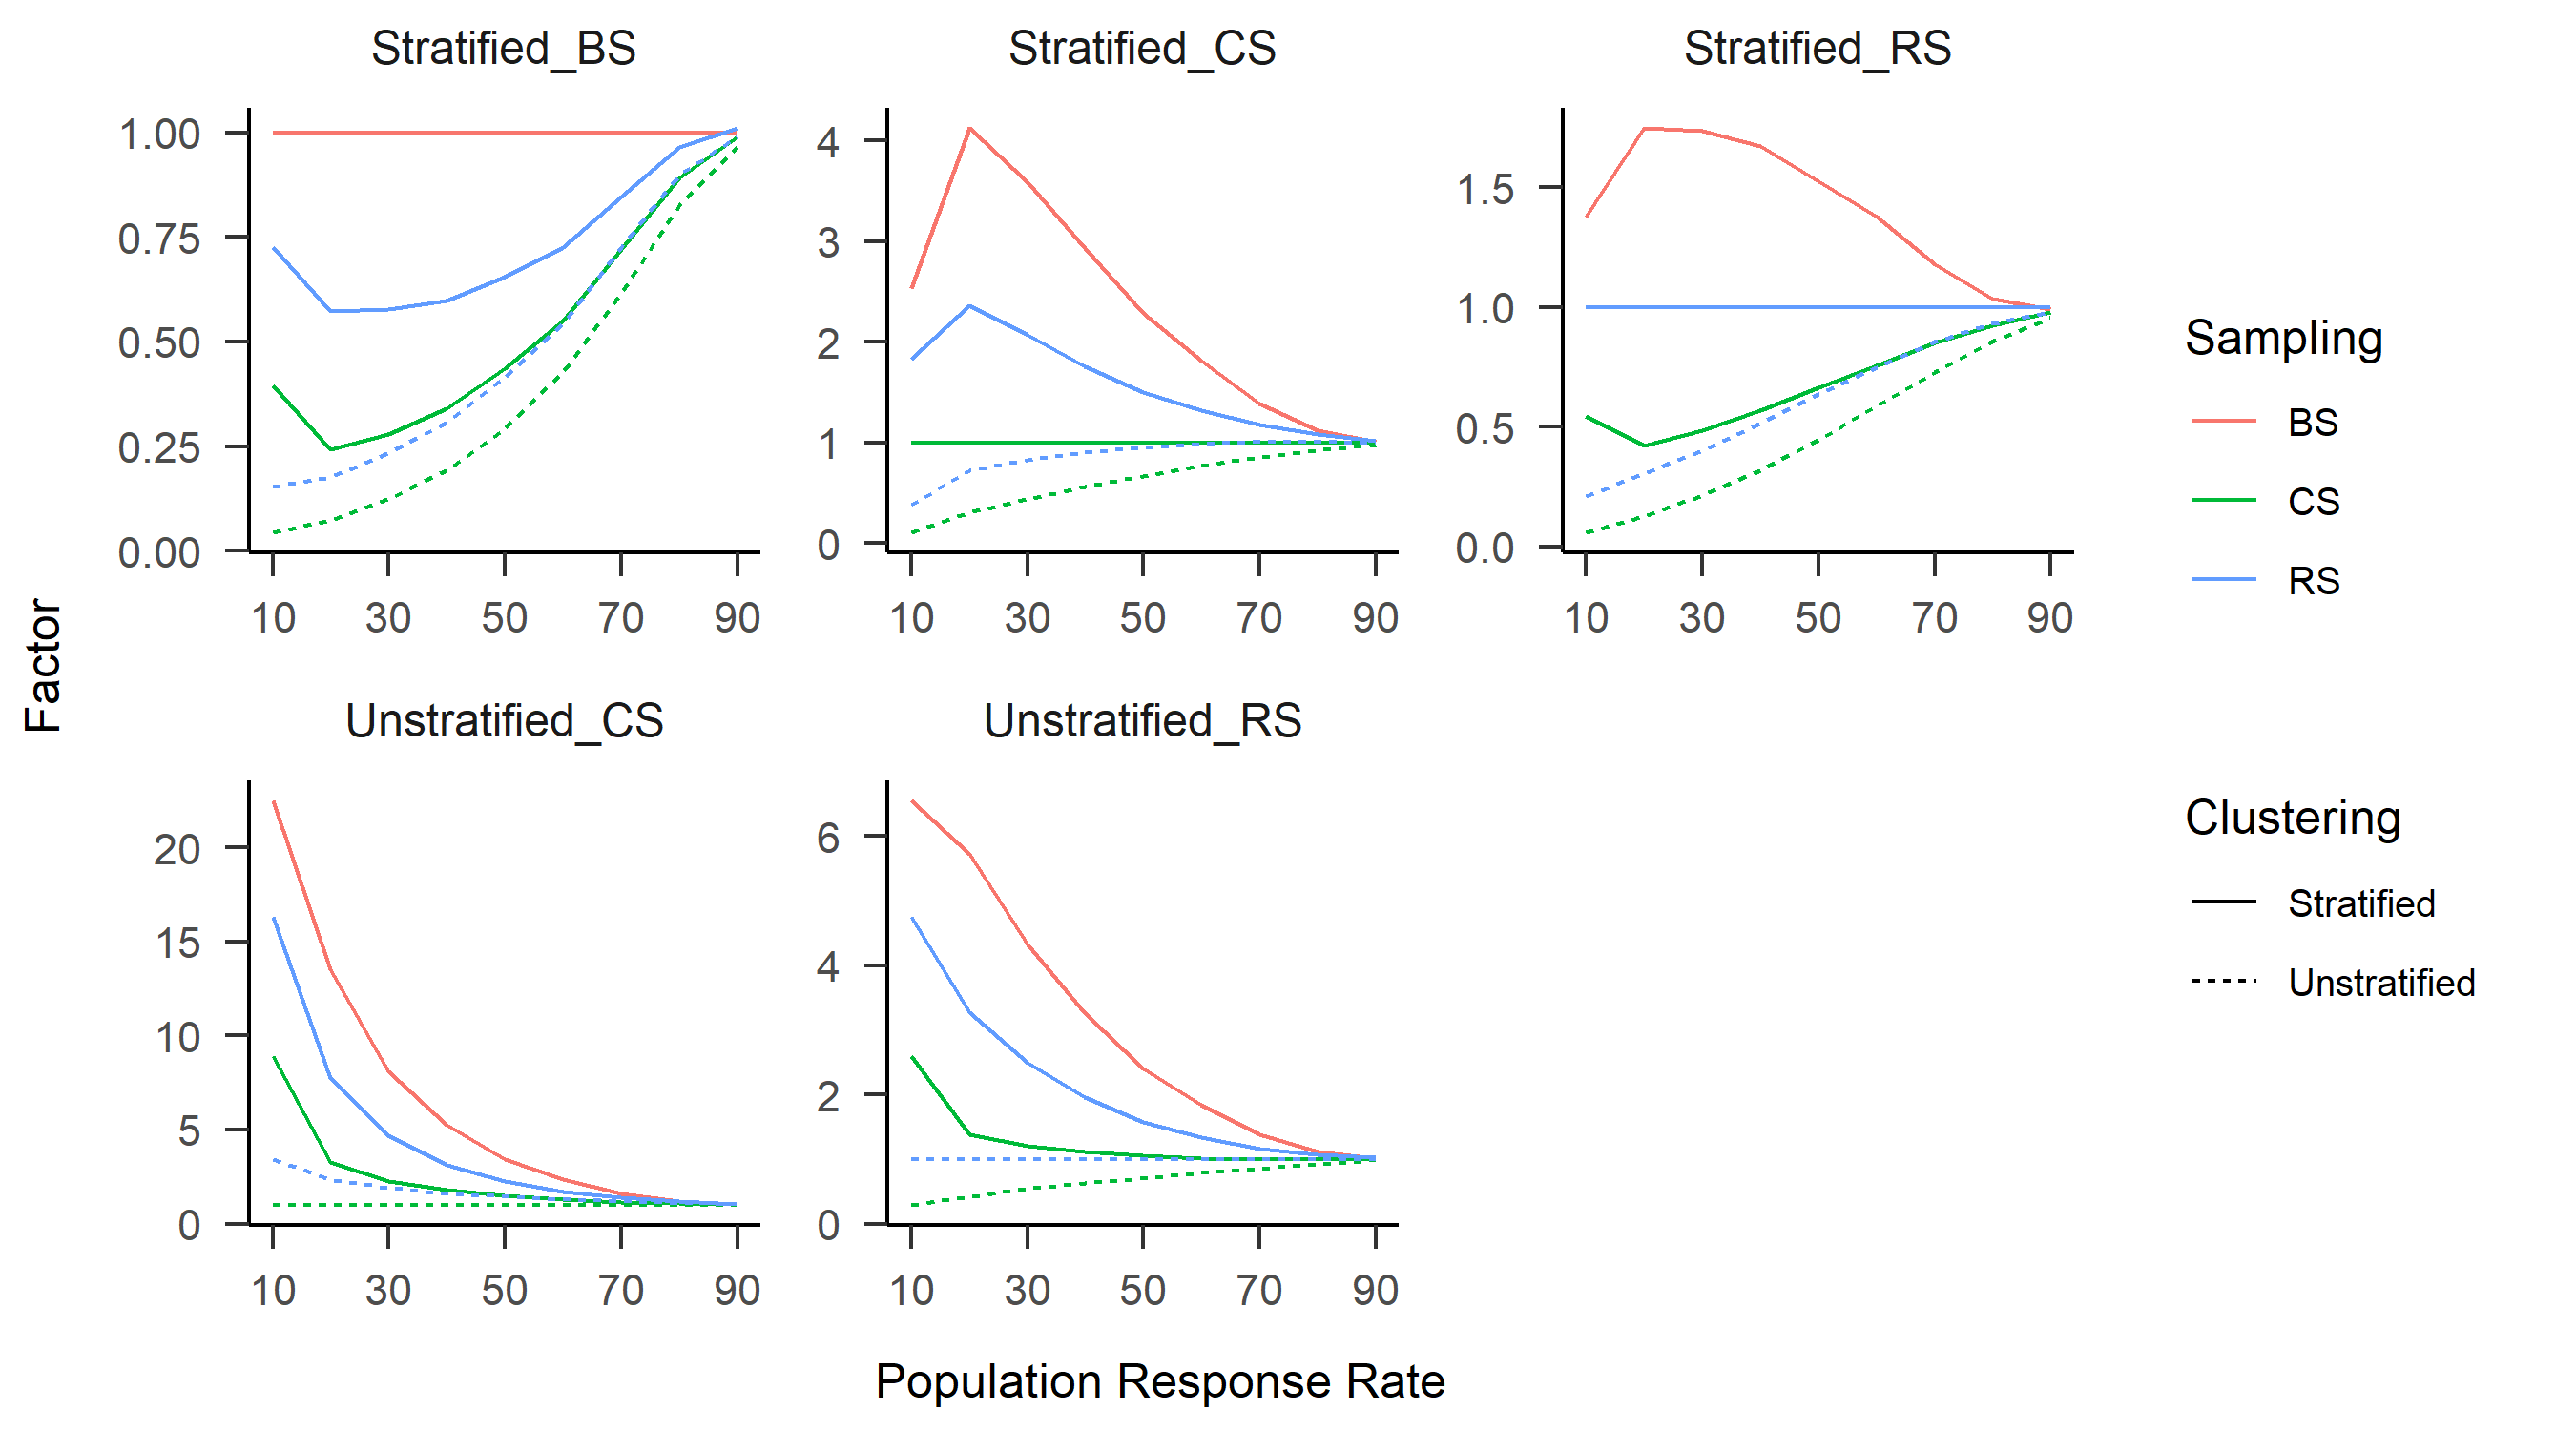 Stratified_BS
Stratified_CS
Stratified_RS
1.00
0.75
0.50
0.25
0.00
10 30 50 70 90
4
3
2
1
0
10 30 50 70 90
1.5
1.0
0.5
0.0
10 30 50 70 90
Factor
Unstratified_CS
Unstratified_RS
20
15
10
5
0
10 30 50 70 90
6
4
2
0
10 30 50 70 90
Population Response Rate
Sampling
BS
CS
RS
Clustering
Stratified
Unstratified